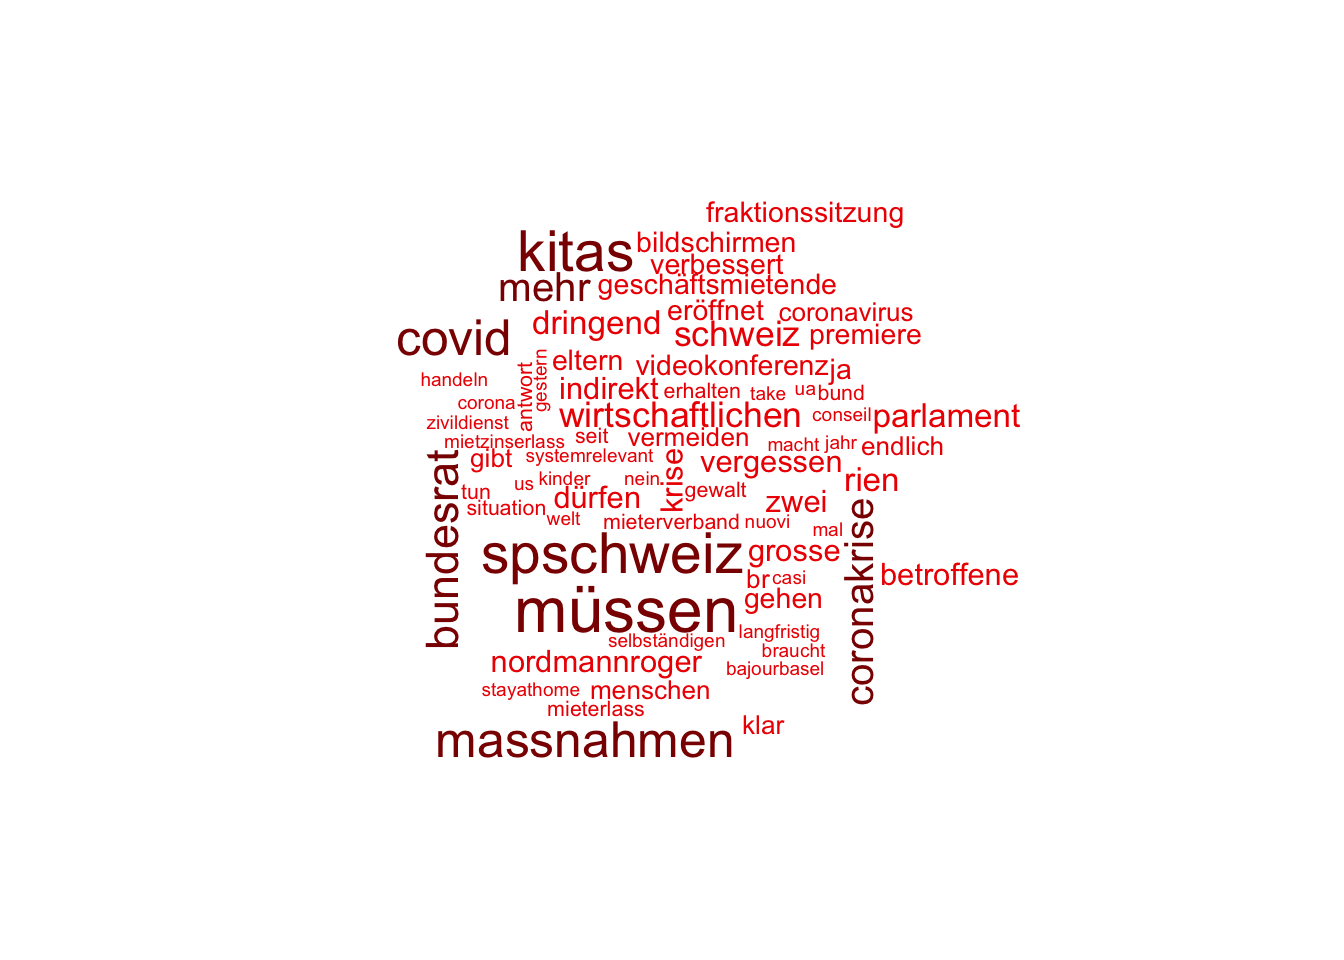 fraktionssitzung
kitas
bildschirmen
verbessert
mehr
geschäftsmietende
eröffnet
coronavirus
dringend
covid
schweiz
premiere
eltern
videokonferenz
ja
handeln
antwort
gestern
indirekt
erhalten
take
ua
bund
corona
wirtschaftlichen
conseil
parlament
zivildienst
mietzinserlass
seit
vermeiden
macht
jahr
endlich
gibt
systemrelevant
vergessen
bundesrat
krise
rien
us
kinder
nein
tun
gewalt
dürfen
zwei
situation
welt
mieterverband
nuovi
mal
coronakrise
spschweiz
grosse
br
casi
betroffene
gehen
müssen
langfristig
selbständigen
braucht
nordmannroger
bajourbasel
stayathome
menschen
mieterlass
klar
massnahmen